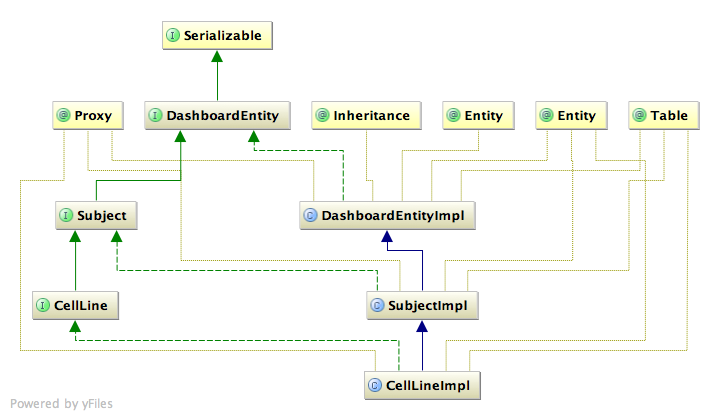 I Serializable
@ Proxy
I DashboardEntity
@ Inheritance
@ Entity
@ Entity
@ Table
I Subject
C DashboardEntityImpl
I CellLine
C SubjectImpl
C CellLineImpl
Powered by yFiles